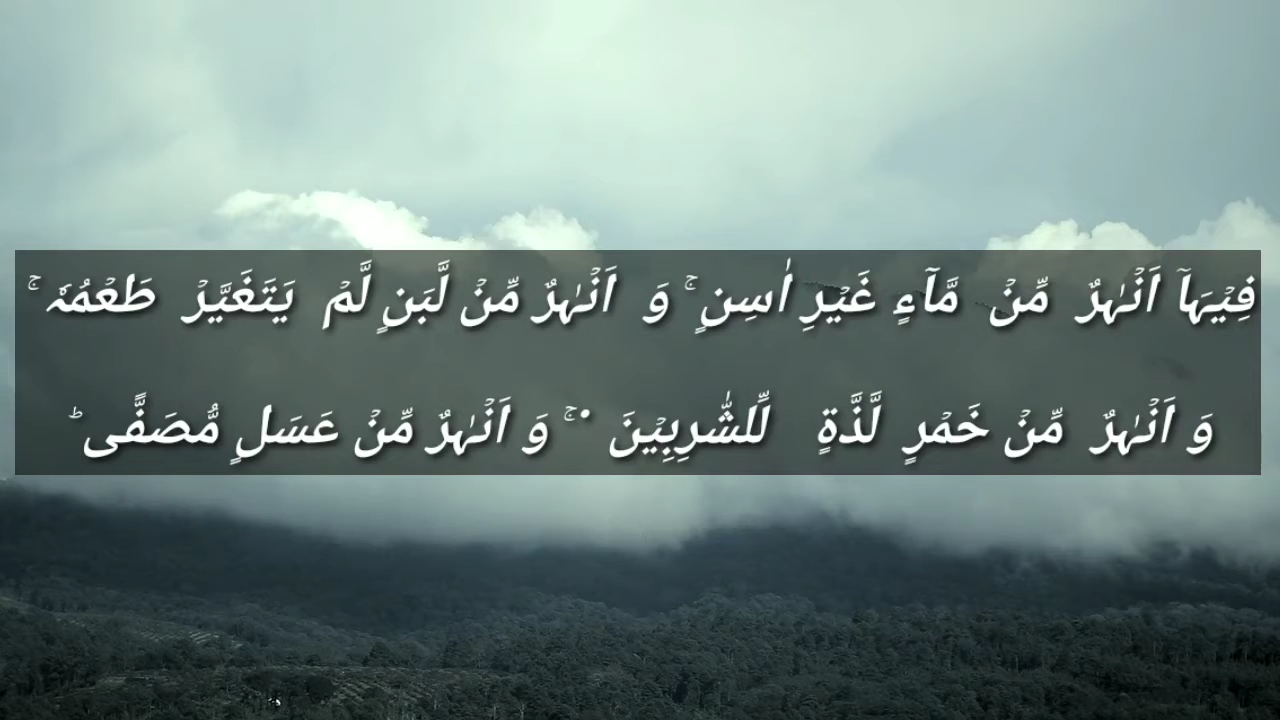 فِیۡہَاۤ اَنۡہٰرٌ مِّنۡ مَّآءٍ غَیۡرِ اٰسِنٍ ۚ وَ اَنۡہٰرٌ مِّنۡ لَّبَنٍ لَّمۡ یَتَغَیَّرۡ طَعۡمُہٗ ۚ
وَ اَنۡہٰرٌ مِّنۡ خَمۡرٍ لَّذَّۃٍ لِّلشّٰرِبِیۡنَ ۬ۚ وَ اَنۡہٰرٌ مِّنۡ عَسَلٍ مُّصَفًّی ؕ